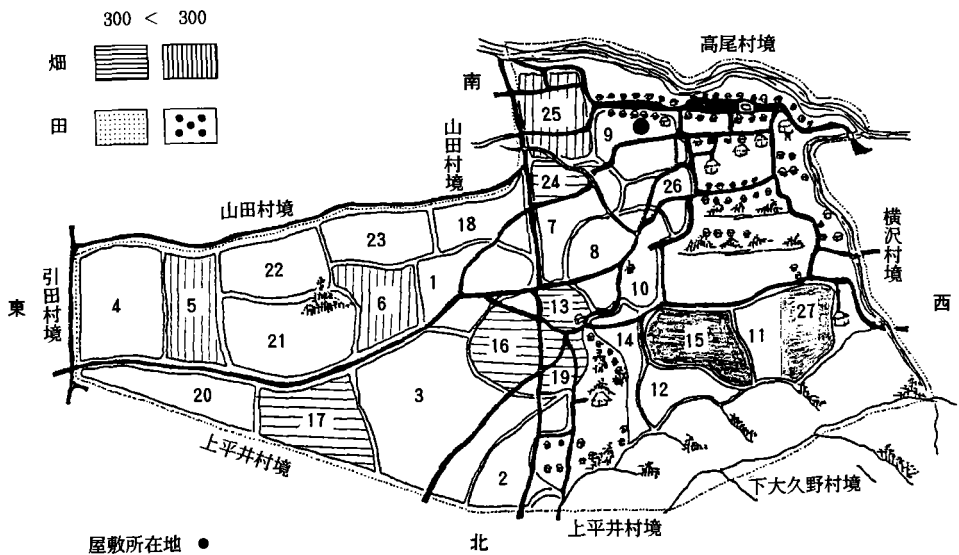 300 < 300
畑
田
高尾村境
南
山田村境
山田村境
横沢村境
引田村境
東
西
25
9
24
26
18
7
23
8
22
4
5
6
1
10
13
27
21
16
14
15
11
19
12
20
3
17
2
上平井村境
下大久野村境
上平井村境
屋敷所在地
北